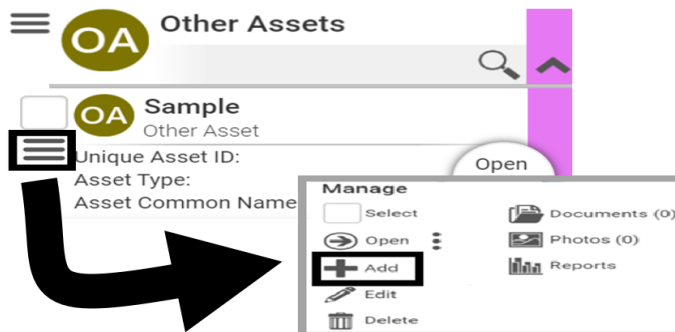 OA Other Assets
OA Sample
Other Asset
Unique Asset ID:
Open
Asset Type:
Asset Common Name
Manage
Select
Documents (0)
Open
Photos (0)
Add
Reports
Edit
Delete